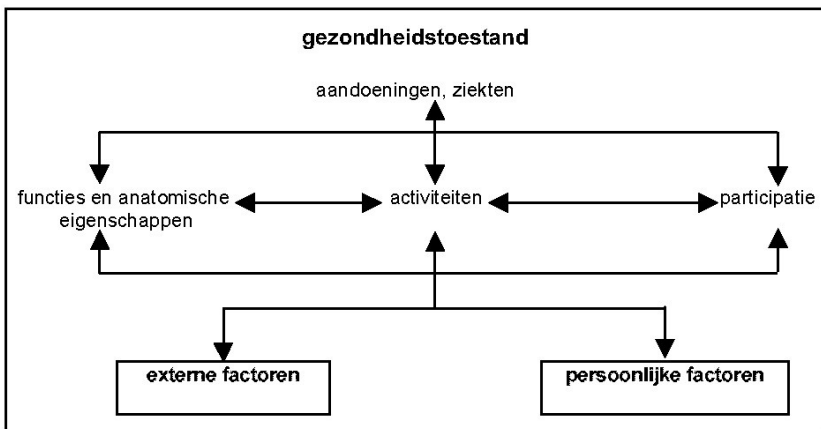 gezondheidstoestand
aandoeningen, ziekten
functies en anatomische
eigenschappen
activiteiten
participatie
externe factoren
persoonlijke factoren